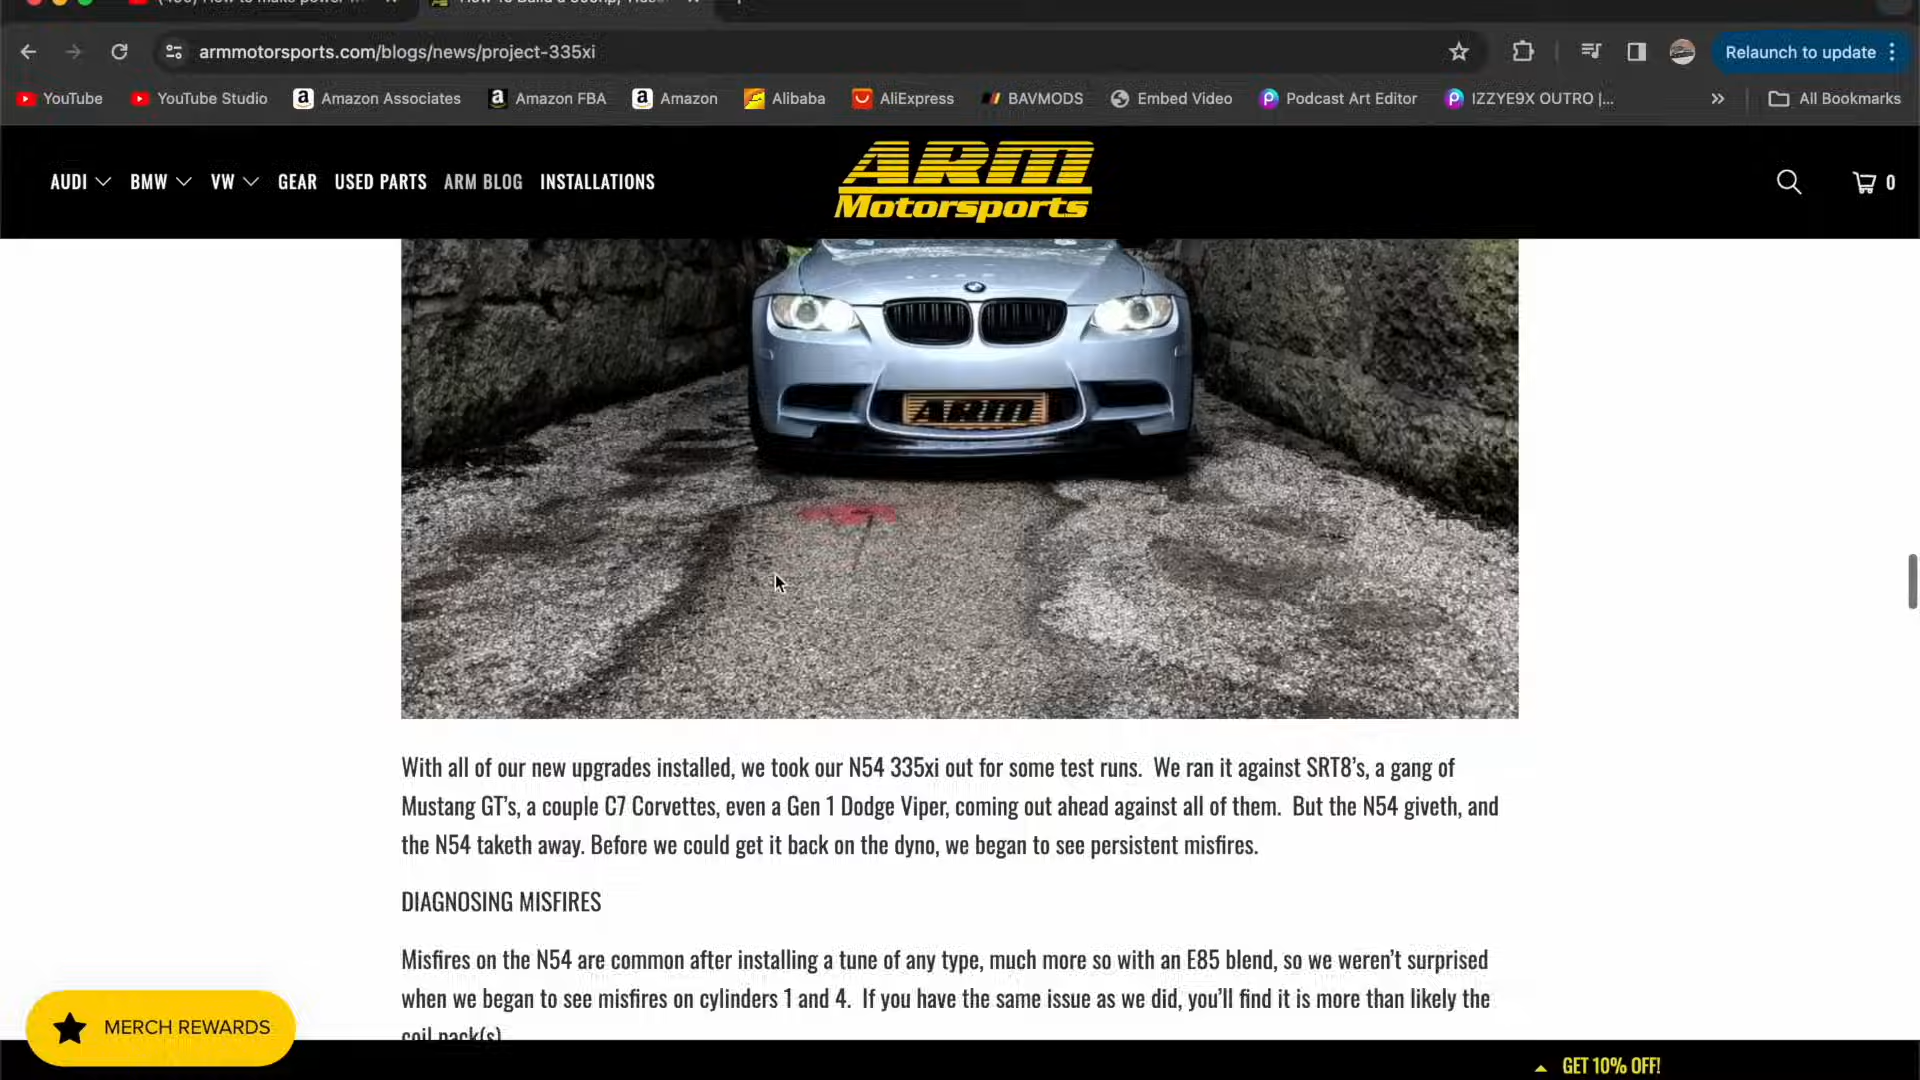 armmotorsports.com/blogs/news/project-335xi
Relaunch to update
YouTube YouTube Studio Amazon Associates Amazon FBA Amazon Alibaba AliExpress BAVMODS Embed Video Podcast Art Editor IZZYE9X OUTRO |... All Bookmarks
AUDI BMW VW GEAR USED PARTS ARM BLOG INSTALLATIONS
ARM
Motorsports
0
ARM
With all of our new upgrades installed, we took our N54 335xi out for some test runs. We ran it against SRT8's, a gang of
Mustang GT's, a couple C7 Corvettes, even a Gen 1 Dodge Viper, coming out ahead against all of them. But the N54 giveth, and
the N54 taketh away. Before we could get it back on the dyno, we began to see persistent misfires.
DIAGNOSING MISFIRES
Misfires on the N54 are common after installing a tune of any type, much more so with an E85 blend, so we weren't surprised
when we began to see misfires on cylinders 1 and 4. If you have the same issue as we did, you'll find it is more than likely the
coil pack(s)
MERCH REWARDS
GET 10% OFF!